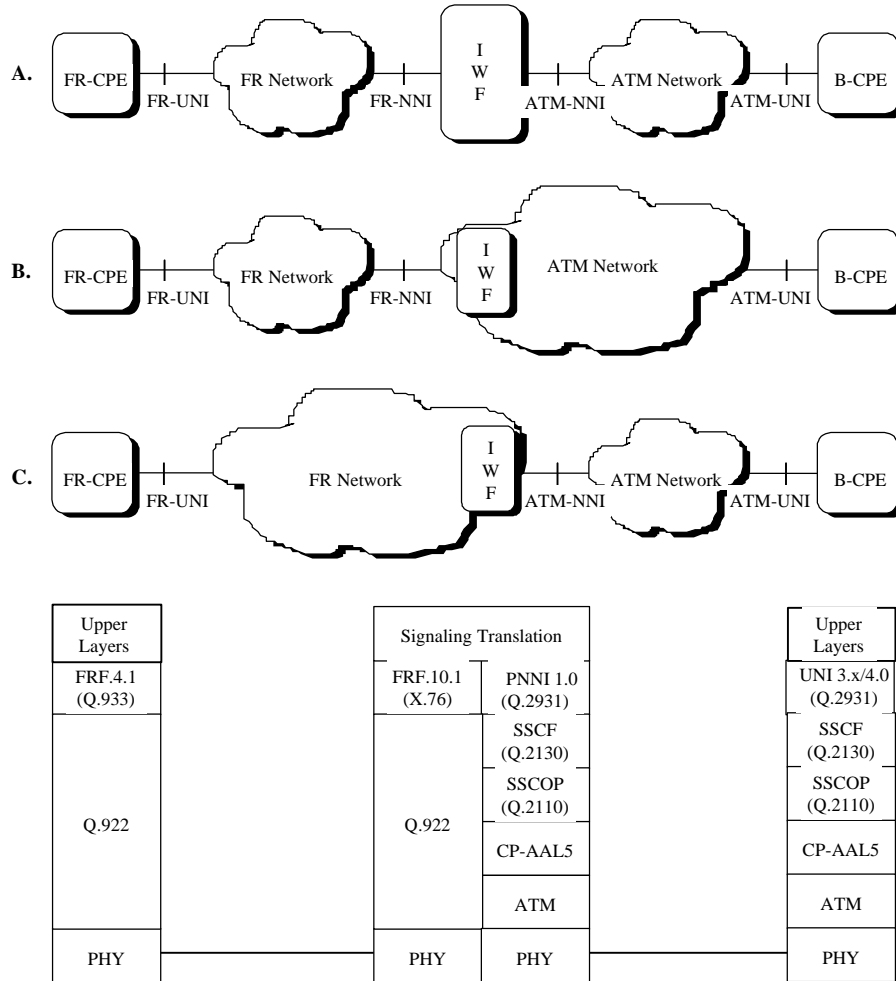 A.
FR-CPE
FR-UNI
FR Network
FR-NNI
I
W
F
ATM-NNI
ATM Network
ATM-UNI
B-CPE
B.
FR-CPE
FR-UNI
FR Network
FR-NNI
I
W
F
ATM Network
ATM-UNI
B-CPE
C.
FR-CPE
FR-UNI
FR Network
I
W
F
ATM-NNI
ATM Network
ATM-UNI
B-CPE
Upper
Layers
FRF.4.1
(Q.933)
Q.922
PHY
Signaling Translation
FRF.10.1
(X.76)
Q.922
PHY
PNNI 1.0
(Q.2931)
SSCF
(Q.2130)
SSCOP
(Q.2110)
CP-AAL5
ATM
PHY
Upper
Layers
UNI 3.x/4.0
(Q.2931)
SSCF
(Q.2130)
SSCOP
(Q.2110)
CP-AAL5
ATM
PHY